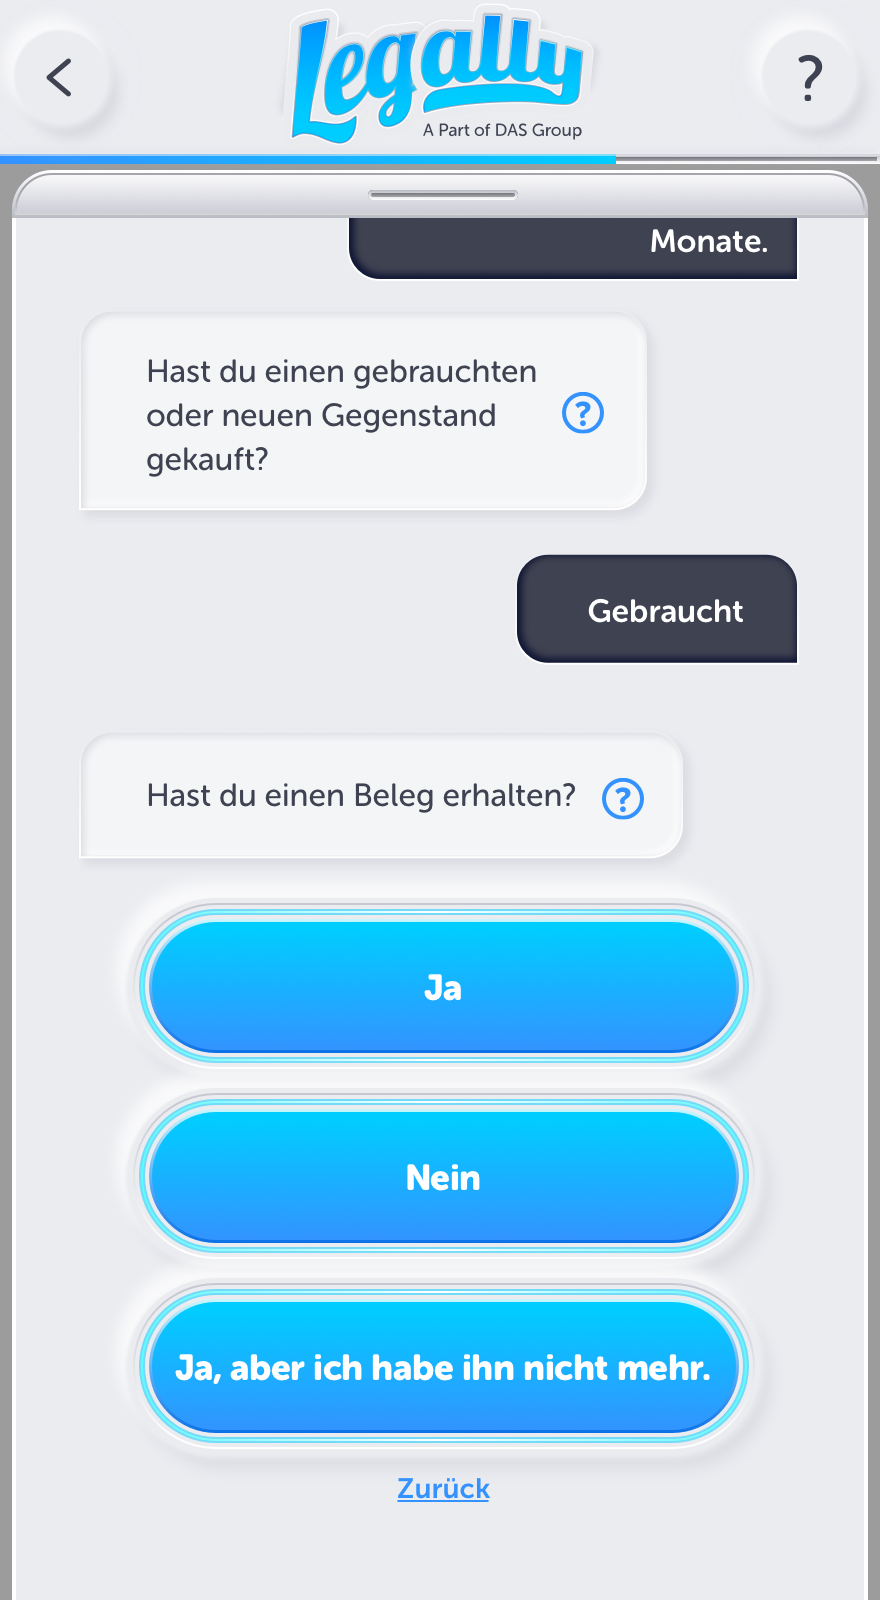 Legally
A Part of DAS Group
?
Monate.
Hast du einen gebrauchten
oder neuen Gegenstand
gekauft?
?
Gebraucht
Hast du einen Beleg erhalten?
?
Ja
Nein
Ja, aber ich habe ihn nicht mehr.
Zurück